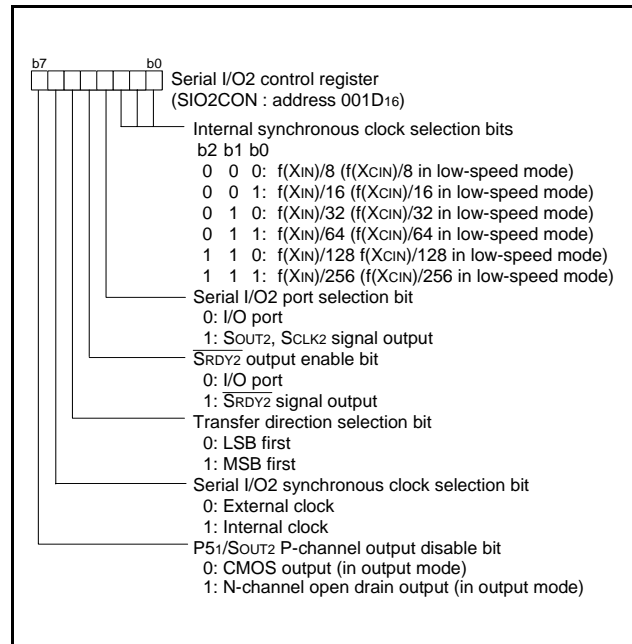 b7 b0
Serial I/O2 control register
(SIO2CON : address 001D16)
Internal synchronous clock selection bits
b2 b1 b0
0 0 0: f(XIN)/8 (f(XCIN)/8 in low-speed mode)
0 0 1: f(XIN)/16 (f(XCIN)/16 in low-speed mode)
0 1 0: f(XIN)/32 (f(XCIN)/32 in low-speed mode)
0 1 1: f(XIN)/64 (f(XCIN)/64 in low-speed mode)
1 1 0: f(XIN)/128 f(XCIN)/128 in low-speed mode)
1 1 1: f(XIN)/256 (f(XCIN)/256 in low-speed mode)
Serial I/O2 port selection bit
0: I/O port
1: SOUT2, SCLK2 signal output
SRDY2 output enable bit
0: I/O port
1: SRDY2 signal output
Transfer direction selection bit
0: LSB first
1: MSB first
Serial I/O2 synchronous clock selection bit
0: External clock
1: Internal clock
P51/SOUT2 P-channel output disable bit
0: CMOS output (in output mode)
1: N-channel open drain output (in output mode)